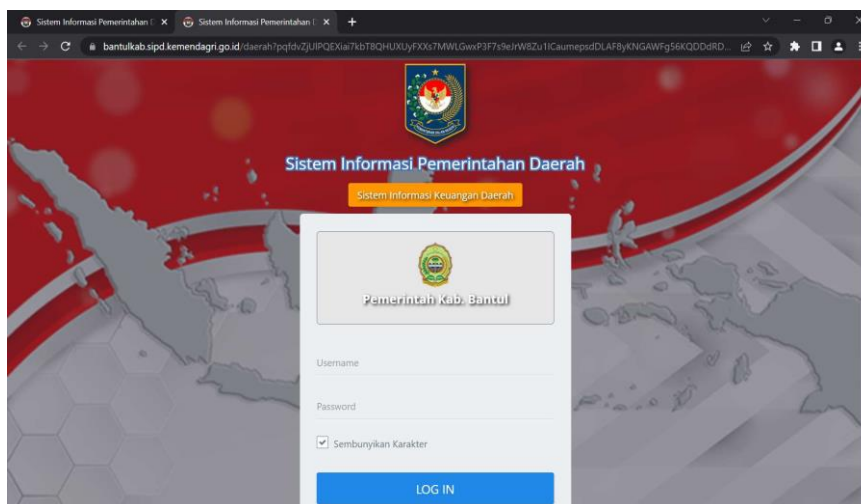 Sistem Informasi Pemerintahan D
Sistem Informasi Pemerintahan D
bantulkab.sipd.kemendagri.go.id/daerah?
Sistem Informasi Pemerintahan Daerah
Sistem Informasi Keuangan Daerah
Pemerintah Kab. Bantul
Username
Password
Sembunyikan Karakter
LOG IN